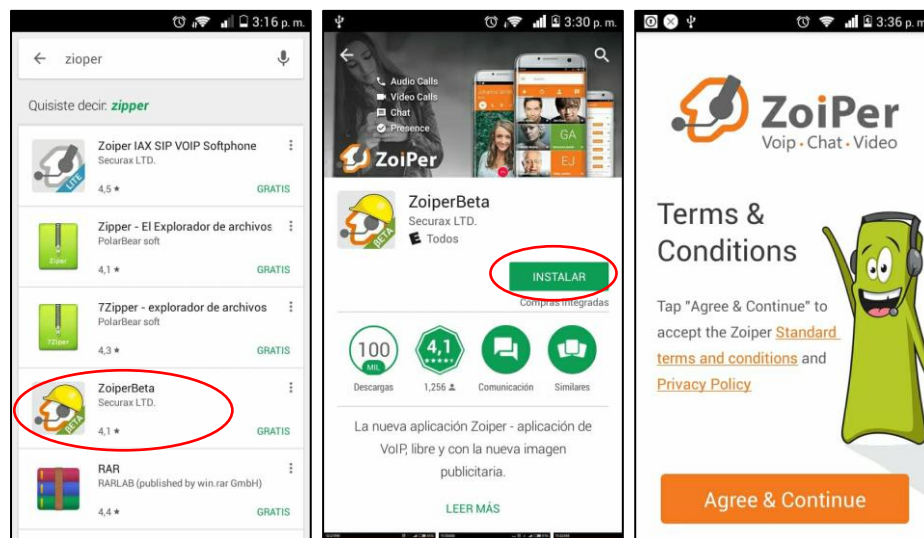 3:16 p. m.
zioper
Quisiste decir: zipper
Zoiper IAX SIP VOIP Softphone
Securax LTD.
LITE
4,5 ★
GRATIS
Zipper - El Explorador de archivos
PolarBear soft
Ziper
4,1 ★
GRATIS
7Zipper - explorador de archivos
PolarBear soft
7Ziper
4,3 ★
GRATIS
ZoiperBeta
Securax LTD.
BETA
4,1 ★
GRATIS
RAR
RARLAB (published by win.rar GmbH)
4,4 ★
GRATIS
3:30 p. m.
Audio Calls
Video Calls
Chat
Presence
ZoiPer
GA
EJ
ZoiperBeta
Securax LTD.
E Todos
BETA
INSTALAR
Compras integradas
100
MIL
4,1
Descargas
1,256
Comunicación
Similares
La nueva aplicación Zoiper - aplicación de
VoIP, libre y con la nueva imagen
publicitaria.
LEER MÁS
3:36 p. m
ZoiPer
Voip • Chat • Video
Terms &
Conditions
Tap "Agree & Continue" to
accept the Zoiper Standard
terms and conditions and
Privacy Policy
Agree & Continue